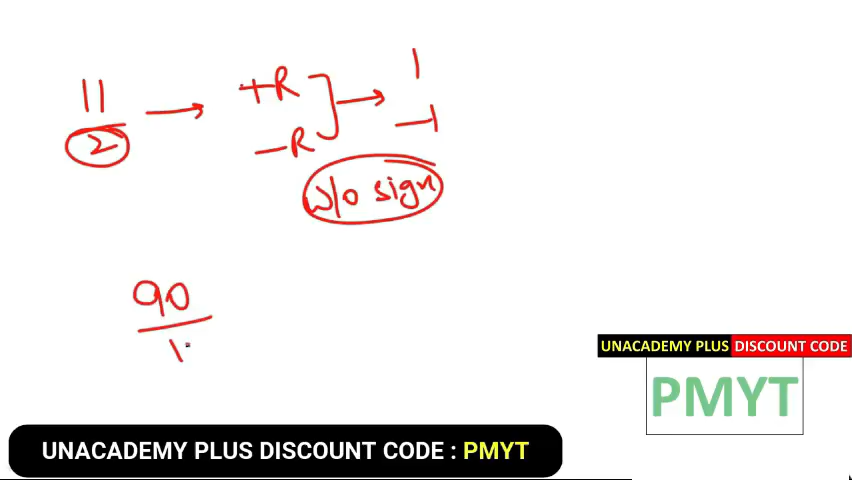 11 → +R → 1
2 −R −1
w/o sign
90
1
UNACADEMY PLUS DISCOUNT CODE
PMYT
UNACADEMY PLUS DISCOUNT CODE : PMYT